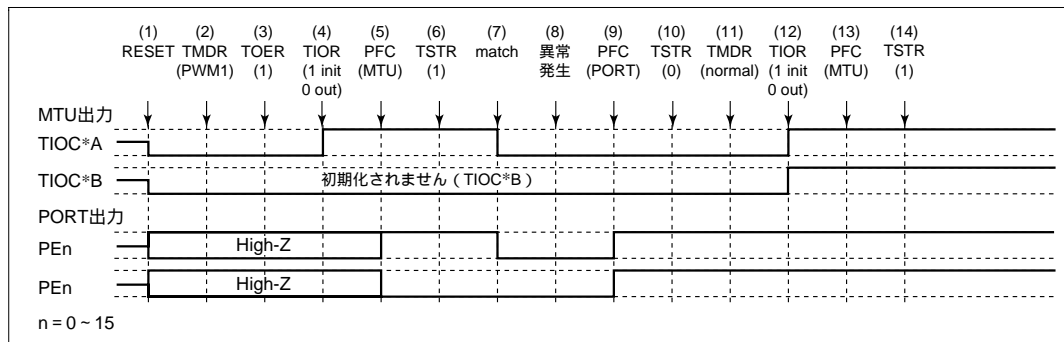 (1) (2) (3) (4) (5) (6) (7) (8) (9) (10) (11) (12) (13) (14)
RESET TMDR TOER TIOR PFC TSTR match 異常 PFC TSTR TMDR TIOR PFC TSTR
(PWM1) (1) (1 init (MTU) (1) 発生 (PORT) (0) (normal) (1 init (MTU) (1)
0 out) 0 out)
MTU出力
TIOC*A
TIOC*B 初期化されません（TIOC*B）
PORT出力
PEn High-Z
PEn High-Z
n = 0 ~ 15